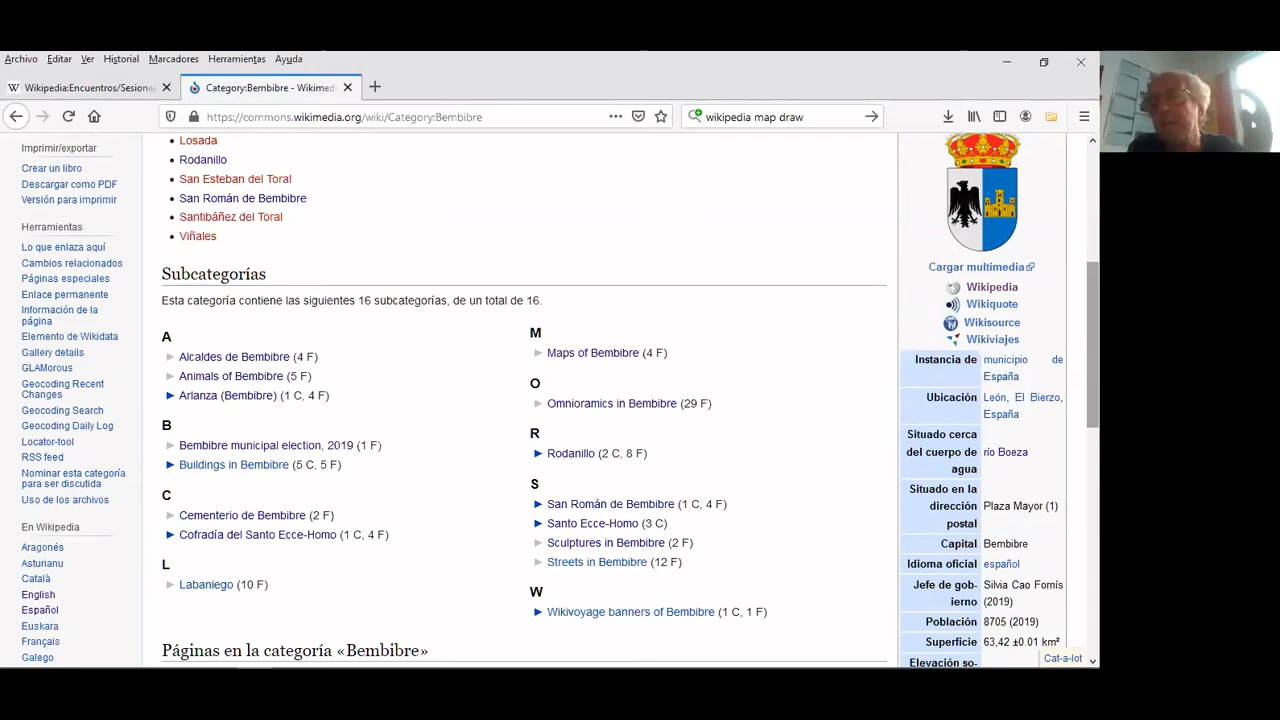 Archivo Editar Ver Historial Marcadores Herramientas Ayuda
Wikipedia:Encuentros/Sesione
Category:Bembibre - Wikimedi
https://commons.wikimedia.org/wiki/Category:Bembibre
wikipedia map draw
Imprimir/exportar
Crear un libro
Descargar como PDF
Versión para imprimir
Herramientas
Lo que enlaza aquí
Cambios relacionados
Páginas especiales
Enlace permanente
Información de la
página
Elemento de Wikidata
Gallery details
GLAMorous
Geocoding Recent
Changes
Geocoding Search
Geocoding Daily Log
Locator-tool
RSS feed
Nominar esta categoría
para ser discutida
Uso de los archivos
En Wikipedia
Aragonés
Asturianu
Català
English
Español
Euskara
Français
Galego
Losada
Rodanillo
San Esteban del Toral
San Román de Bembibre
Santibáñez del Toral
Viñales
Subcategorías
Esta categoría contiene las siguientes 16 subcategorías, de un total de 16.
A
Alcaldes de Bembibre (4 F)
Animals of Bembibre (5 F)
Arlanza (Bembibre) (1 C, 4 F)
B
Bembibre municipal election, 2019 (1 F)
Buildings in Bembibre (5 C, 5 F)
C
Cementerio de Bembibre (2 F)
Cofradía del Santo Ecce-Homo (1 C, 4 F)
L
Labaniego (10 F)
M
Maps of Bembibre (4 F)
O
Omnioramics in Bembibre (29 F)
R
Rodanillo (2 C, 8 F)
S
San Román de Bembibre (1 C, 4 F)
Santo Ecce-Homo (3 C)
Sculptures in Bembibre (2 F)
Streets in Bembibre (12 F)
W
Wikivoyage banners of Bembibre (1 C, 1 F)
Páginas en la categoría «Bembibre»
Cargar multimedia
Wikipedia
Wikiquote
Wikisource
Wikiviajes
Instancia de municipio de
España
Ubicación León, El Bierzo,
España
Situado cerca
del cuerpo de río Boeza
agua
Situado en la
dirección Plaza Mayor (1)
postal
Capital Bembibre
Idioma oficial español
Jefe de gob- Silvia Cao Fornís
ierno (2019)
Población 8705 (2019)
Superficie 63,42 ±0.01 km²
Elevación so-
Cat-a-lot